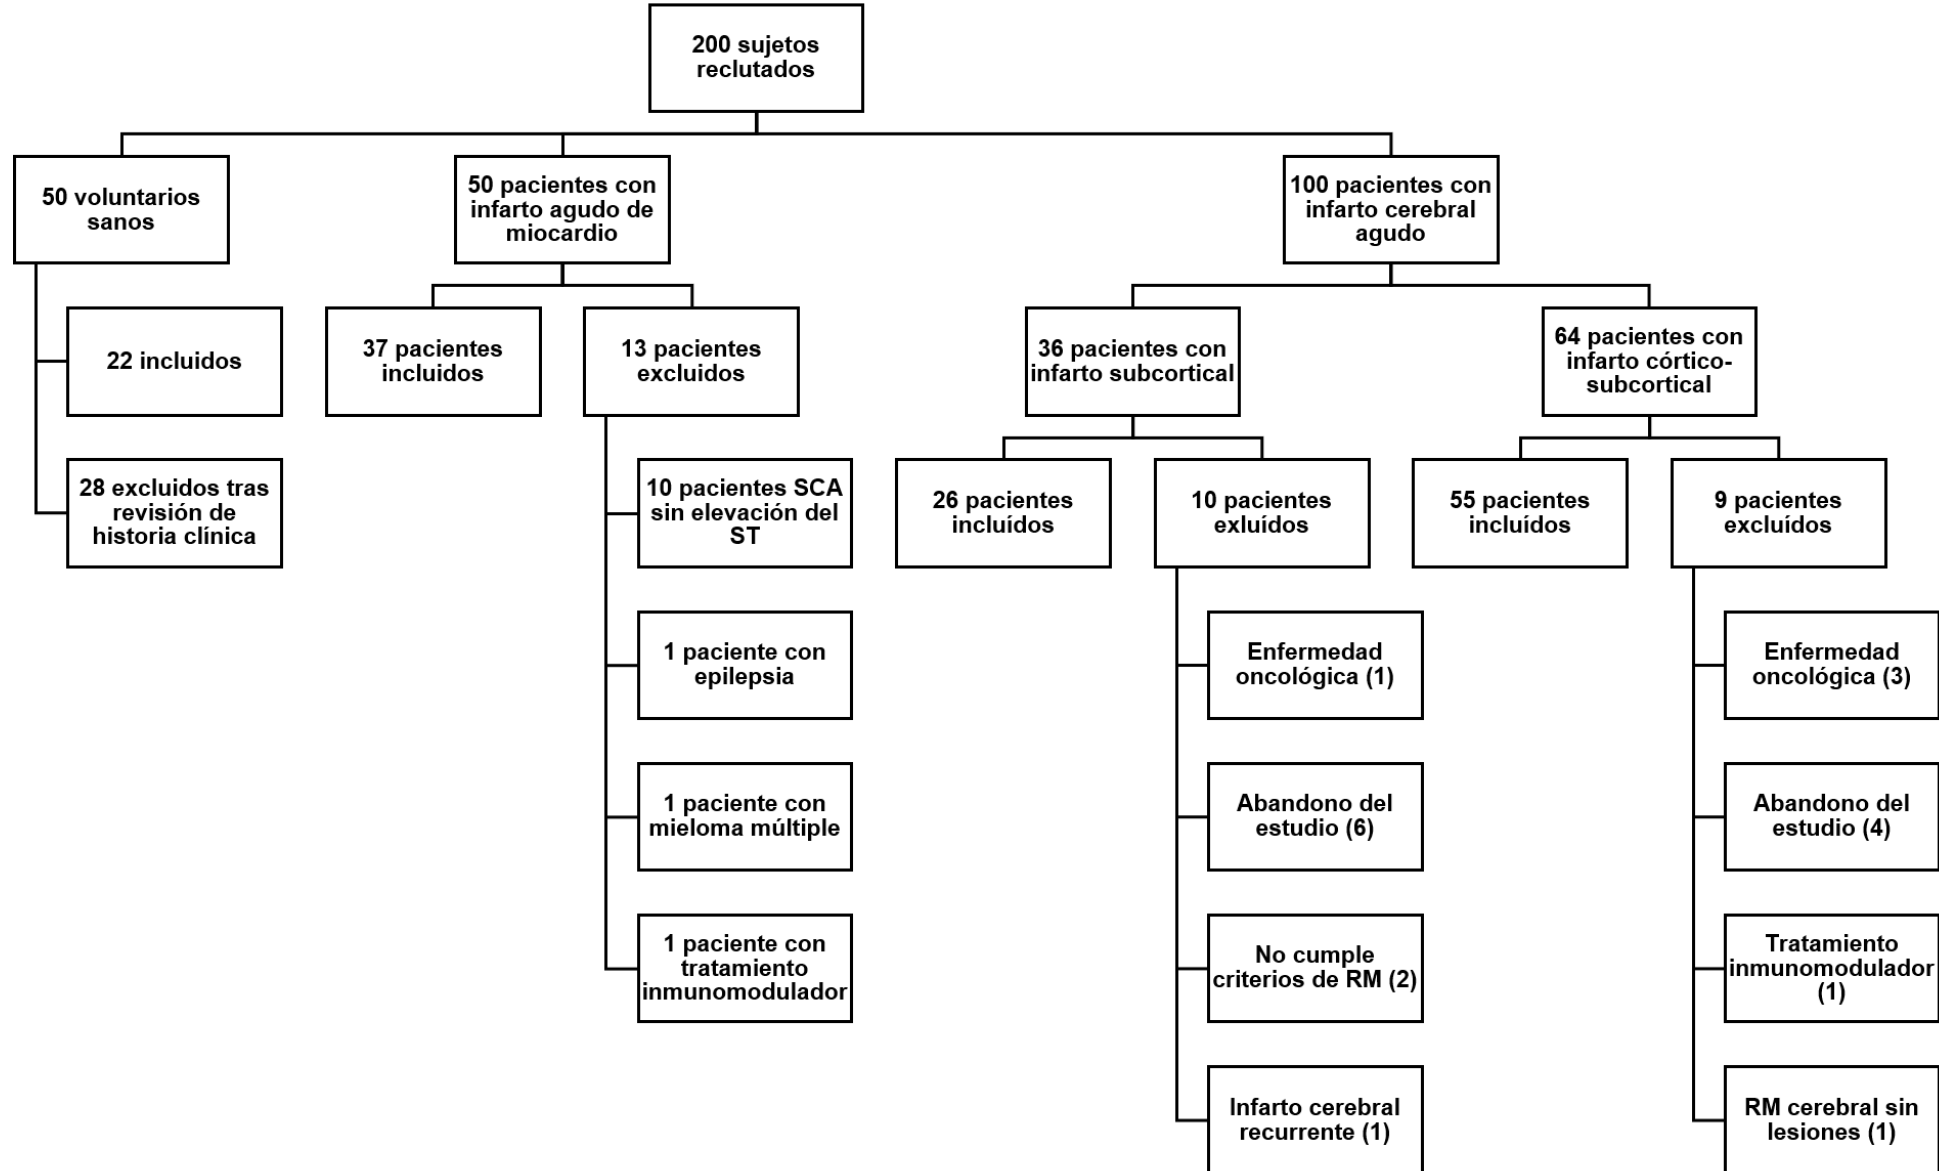 200 sujetos
reclutados
50 voluntarios
sanos
22 incluidos
28 excluidos tras
revisión de
historia clínica
50 pacientes con
infarto agudo de
miocardio
37 pacientes
incluidos
13 pacientes
excluidos
10 pacientes SCA
sin elevación del
ST
1 paciente con
epilepsia
1 paciente con
mieloma múltiple
1 paciente con
tratamiento
inmunomodulador
100 pacientes con
infarto cerebral
agudo
36 pacientes con
infarto subcortical
26 pacientes
incluídos
10 pacientes
exluídos
Enfermedad
oncológica (1)
Abandono del
estudio (6)
No cumple
criterios de RM (2)
Infarto cerebral
recurrente (1)
64 pacientes con
infarto córtico-
subcortical
55 pacientes
incluídos
9 pacientes
excluídos
Enfermedad
oncológica (3)
Abandono del
estudio (4)
Tratamiento
inmunomodulador
(1)
RM cerebral sin
lesiones (1)